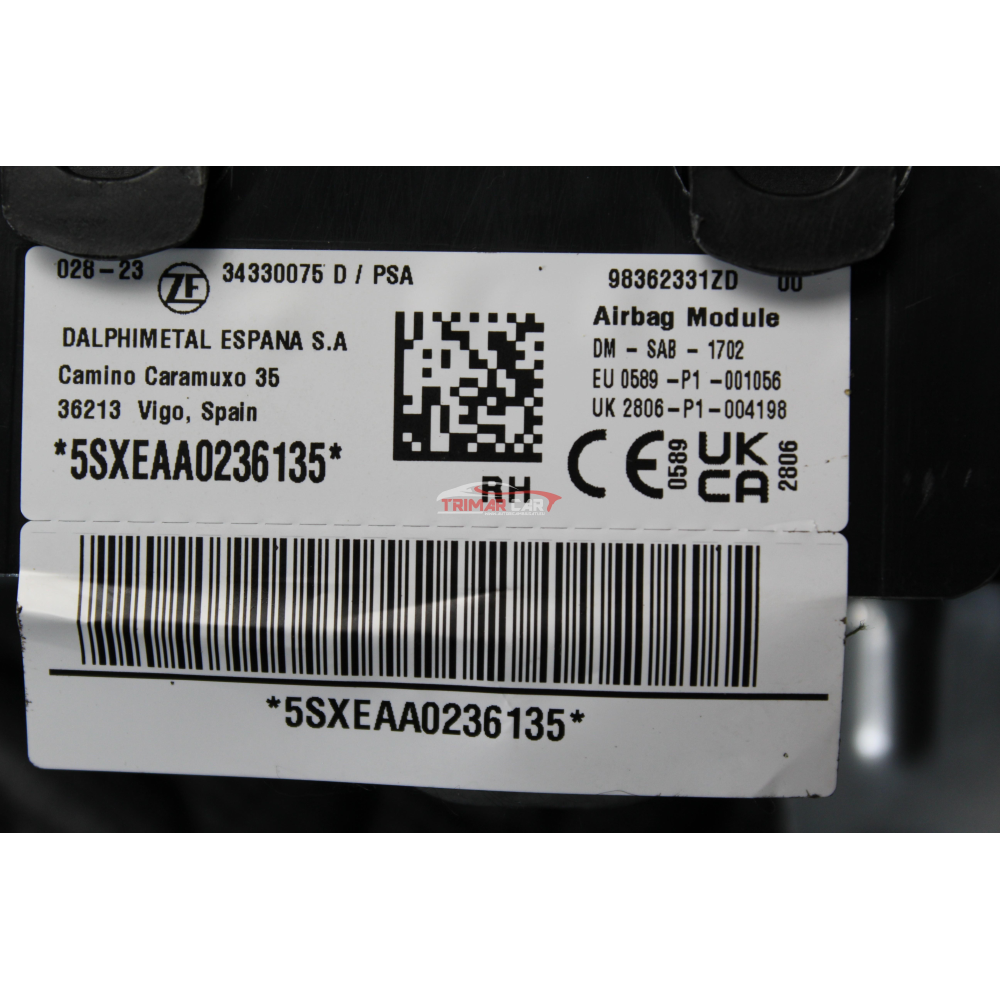 028-23 ZF 34330075 D / PSA 98362331ZD 00
DALPHIMETAL ESPANA S.A
Camino Caramuxo 35
36213 Vigo, Spain
*5SXEAA0236135*
Airbag Module
DM - SAB - 1702
EU 0589 -P1 -001056
UK 2806-P1-004198
CE 0589 UK CA 2806
RH
TRIMAR CAR
*5SXEAA0236135*